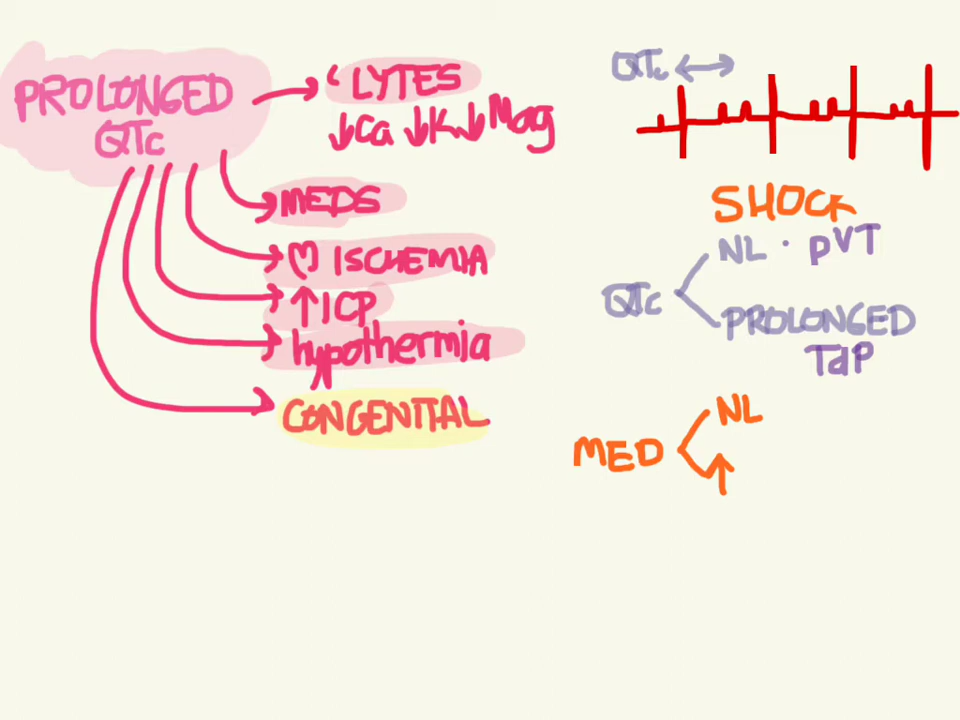 PROLONGED
QTc
'LYTES
↓Ca ↓K ↓Mag
MEDS
ISCHEMIA
↑ICP
hypothermia
CONGENITAL
QTc
SHOCK
NL · PVT
QTc
PROLONGED
TdP
NL
MED
↑